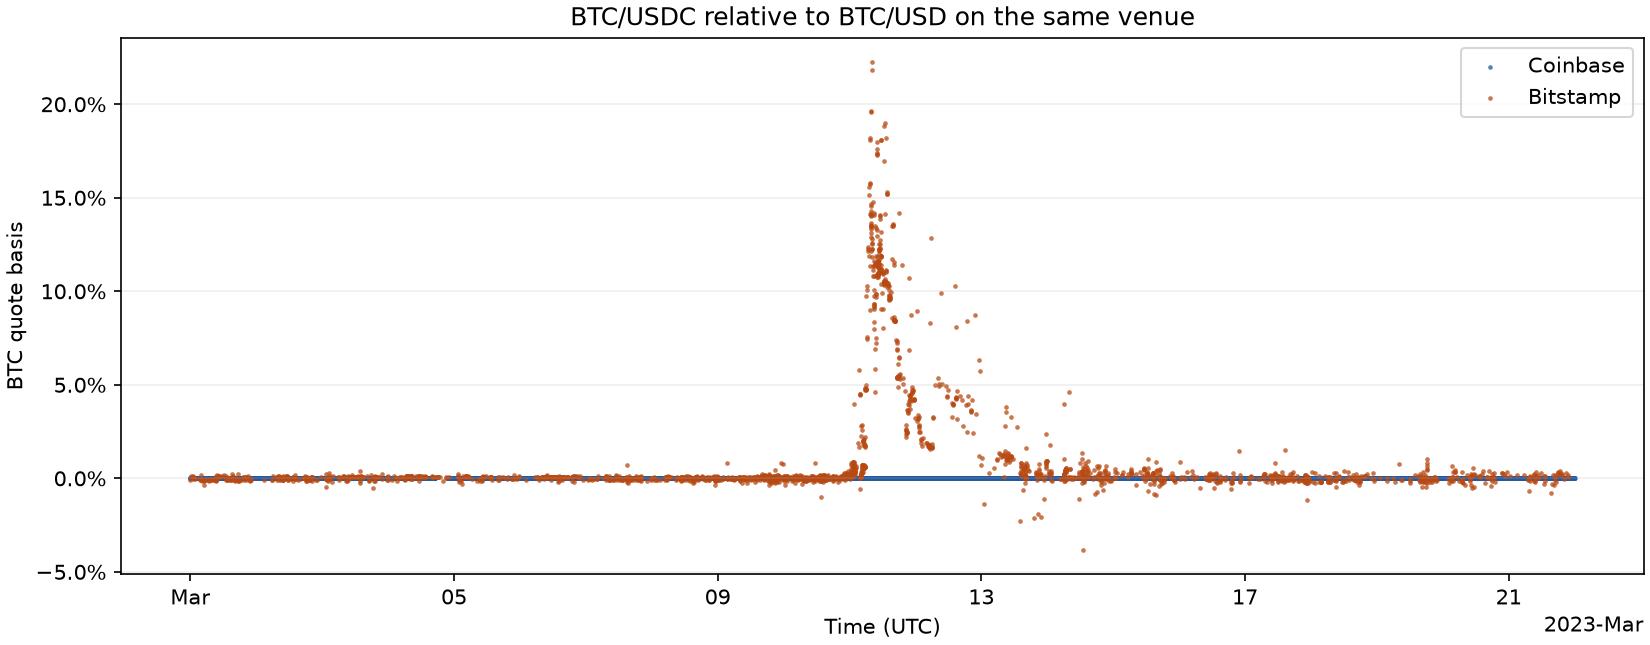 BTC/USDC relative to BTC/USD on the same venue
Coinbase
Bitstamp
BTC quote basis
20.0%
15.0%
10.0%
5.0%
0.0%
−5.0%
Mar
05
09
13
17
21
Time (UTC)
2023-Mar